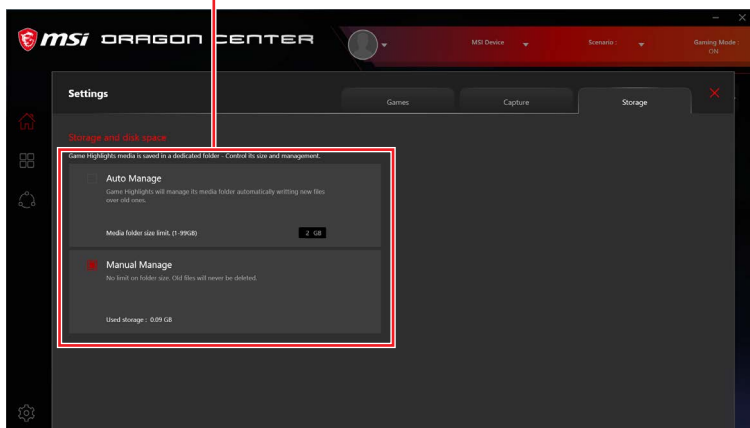 msi DRAGON CENTER
MSI Device
Scenario :
Gaming Mode :
ON
Settings
Games
Capture
Storage
Storage and disk space
Game Highlights media is saved in a dedicated folder - Control its size and management.
Auto Manage
Game Highlights will manage its media folder automatically writting new files
over old ones.
Media folder size limit. (1-99GB)
2 GB
Manual Manage
No limit on folder size. Old files will never be deleted.
Used storage : 0.09 GB